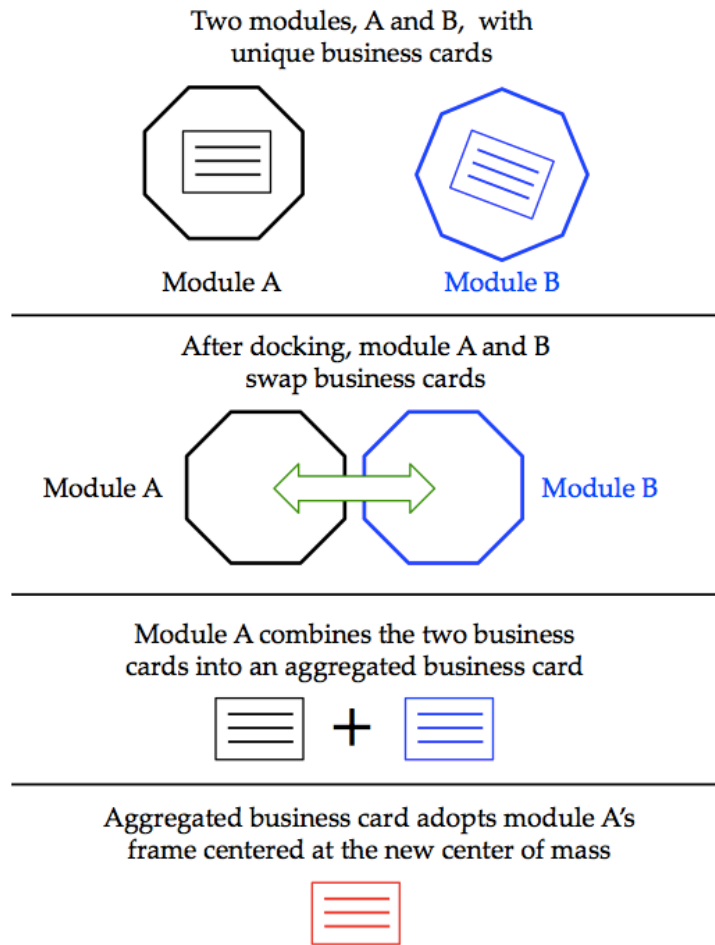 Two modules, A and B, with
unique business cards
Module A
Module B
After docking, module A and B
swap business cards
Module A
Module B
Module A combines the two business
cards into an aggregated business card
+
Aggregated business card adopts module A's
frame centered at the new center of mass